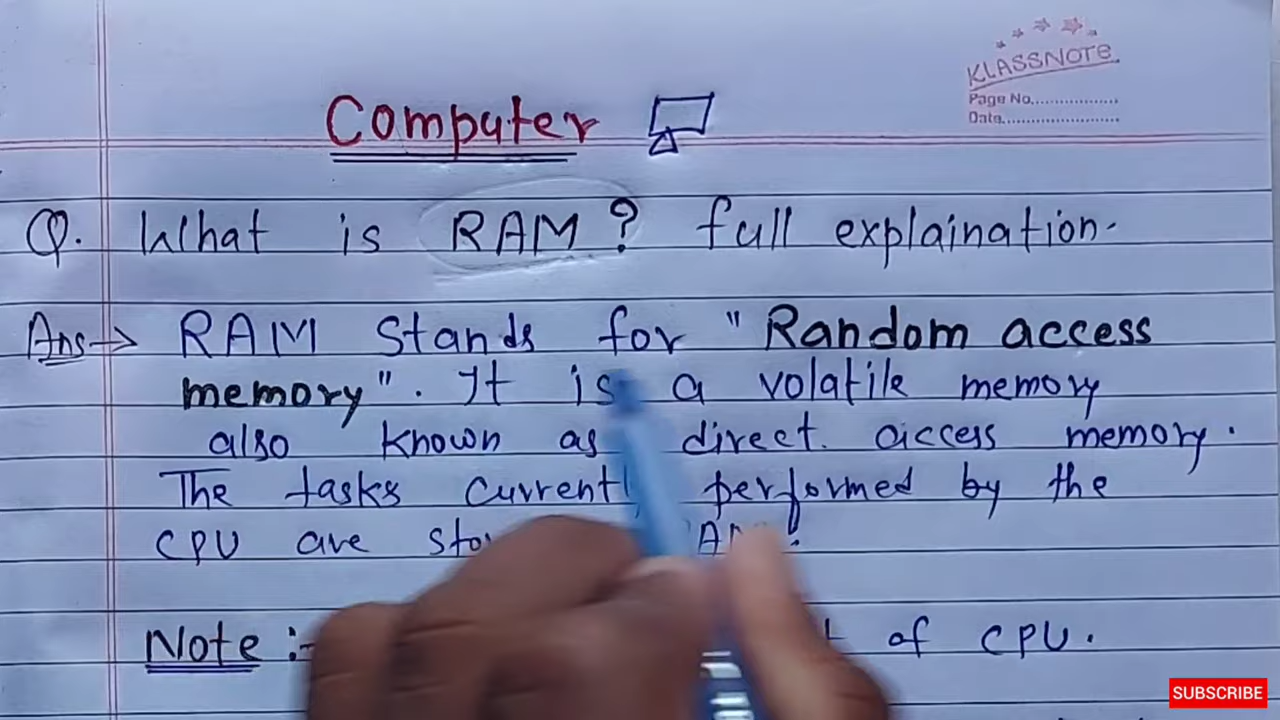 KLASSNOTE
Page No.
Date
Computer
Q. What is RAM? full explaination.
Ans→ RAM stands for "Random access
memory". It is a volatile memory
also known as direct access memory.
The tasks currently performed by the
CPU are
Note :- of CPU.
SUBSCRIBE